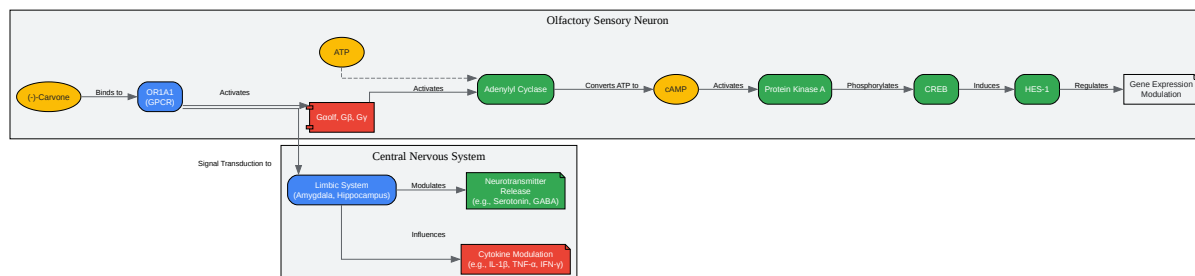 Olfactory Sensory Neuron
ATP
(-)-Carvone
Binds to
OR1A1
(GPCR)
Activates
Gαolf, Gβ, Gγ
Activates
Adenylyl Cyclase
Converts ATP to
cAMP
Activates
Protein Kinase A
Phosphorylates
CREB
Induces
HES-1
Regulates
Gene Expression
Modulation
Signal Transduction to
Central Nervous System
Limbic System
(Amygdala, Hippocampus)
Modulates
Neurotransmitter
Release
(e.g., Serotonin, GABA)
Influences
Cytokine Modulation
(e.g., IL-1β, TNF-α, IFN-γ)